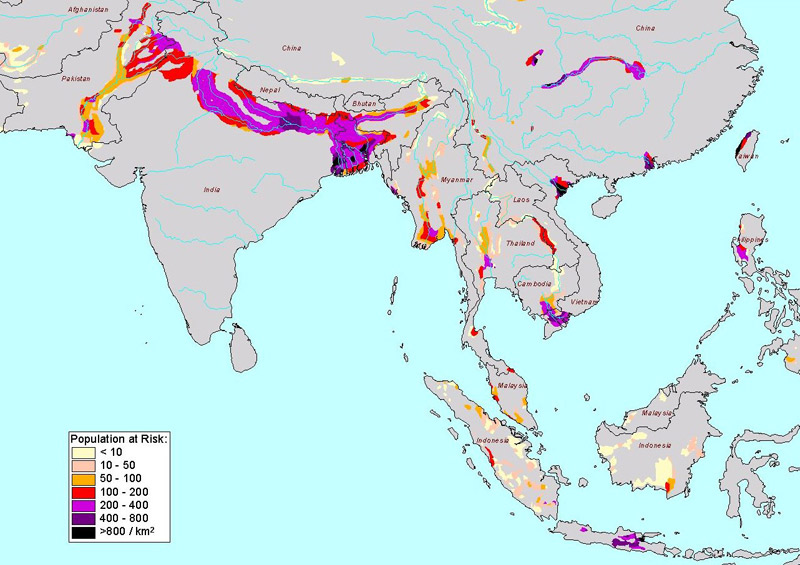 Afghanistan
China
China
Pakistan
Nepal
Bhutan
Taiwan
India
Myanmar
Laos
Thailand
Philippines
Cambodia
Vietnam
Malaysia
Malaysia
Indonesia
Indonesia
Population at Risk:
< 10
10 - 50
50 - 100
100 - 200
200 - 400
400 - 800
>800 / km²